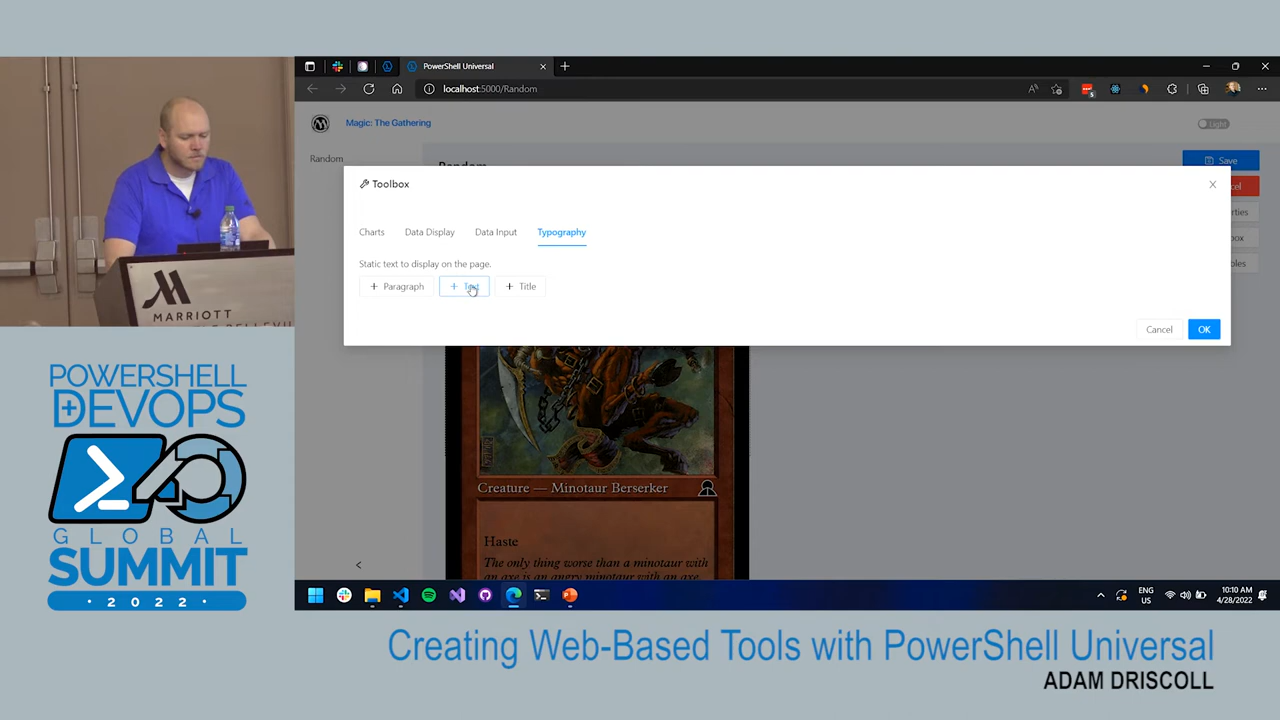 PowerShell Universal
localhost:5000/Random
Magic: The Gathering
Light
Random
Random
Save
Toolbox
Charts
Data Display
Data Input
Typography
Static text to display on the page.
+ Paragraph
+ Text
+ Title
Cancel
OK
Creature — Minotaur Berserker
Haste
The only thing worse than a minotaur with
an axe is an angry minotaur with an axe.
ENG
US
10:10 AM
4/28/2022
MARRIOTT
POWERSHELL
+DEVOPS
GLOBAL
SUMMIT
· 2022 ·
Creating Web-Based Tools with PowerShell Universal
ADAM DRISCOLL